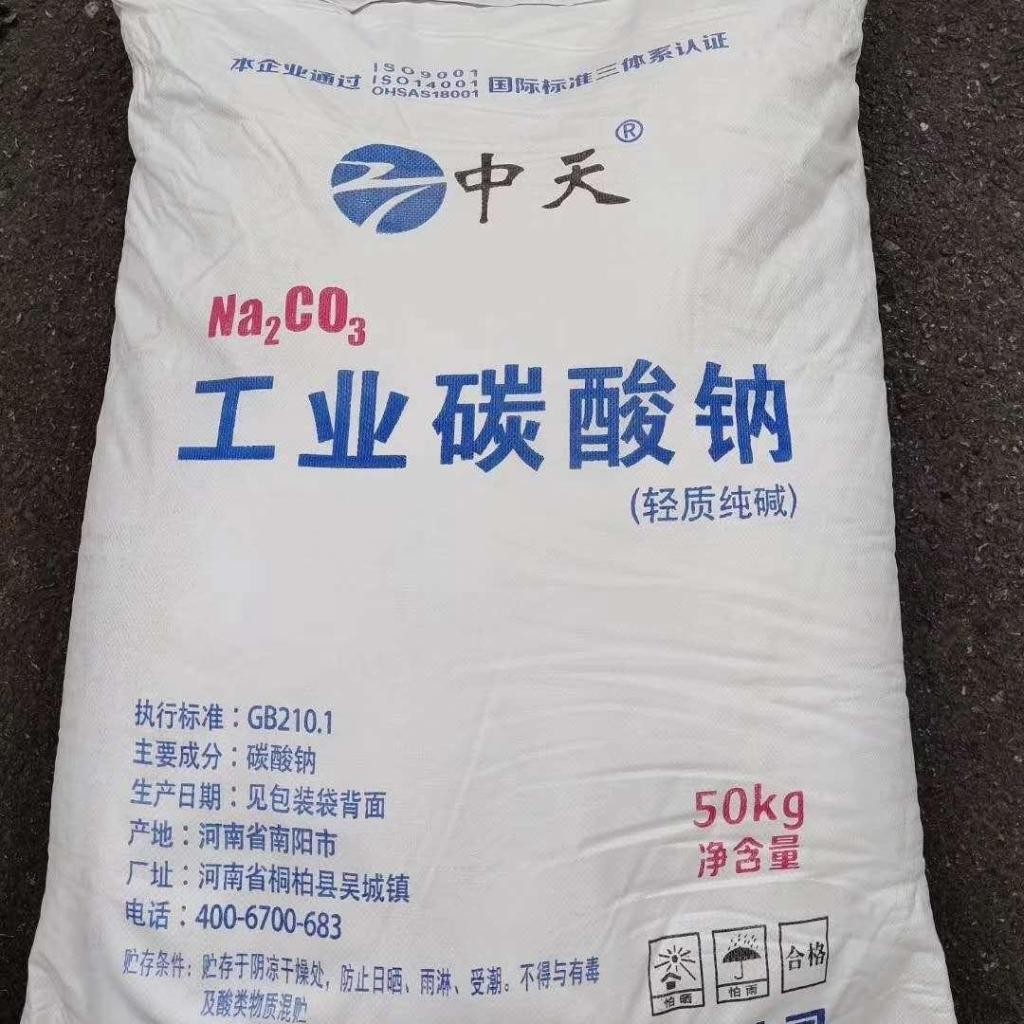 本企业通过 ISO9001 ISO14001 OHSAS18001 国际标准三体系认证
中天®
Na₂CO₃
工业碳酸钠
(轻质纯碱)
执行标准：GB210.1
主要成分：碳酸钠
生产日期：见包装袋背面
产地：河南省南阳市
厂址：河南省桐柏县吴城镇
电话：400-6700-683
贮存条件：贮存于阴凉干燥处，防止日晒、雨淋、受潮。不得与有毒
及酸类物质混贮
50kg
净含量
怕晒
怕雨
合格